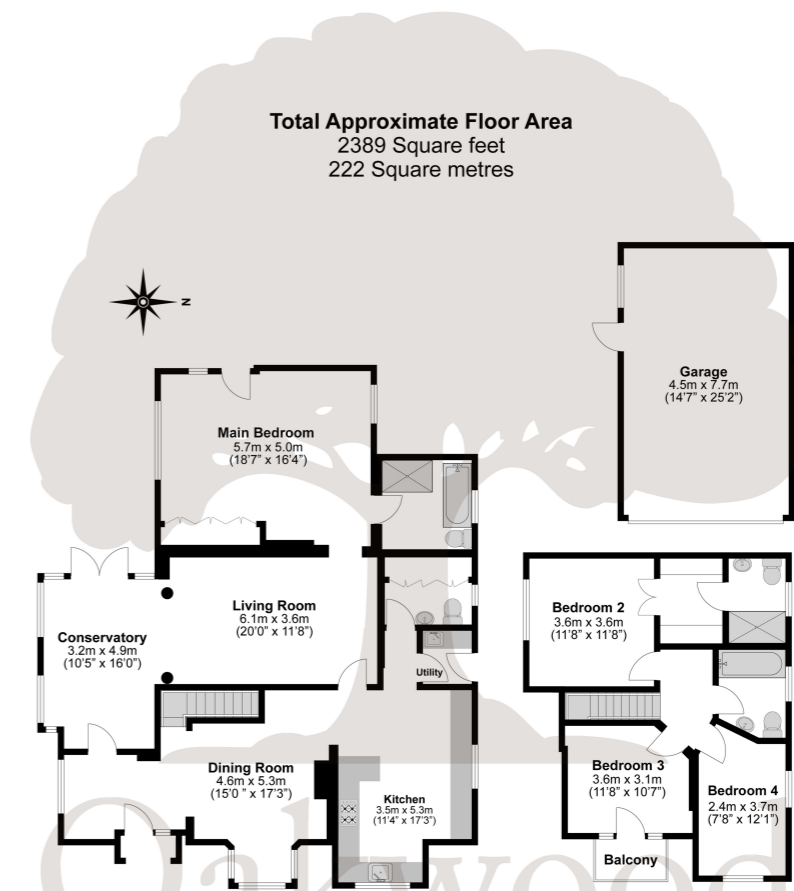 Total Approximate Floor Area
2389 Square feet
222 Square metres
N
Garage
4.5m x 7.7m
(14'7" x 25'2")
Main Bedroom
5.7m x 5.0m
(18'7" x 16'4")
Living Room
6.1m x 3.6m
(20'0" x 11'8")
Conservatory
3.2m x 4.9m
(10'5" x 16'0")
Utility
Dining Room
4.6m x 5.3m
(15'0 " x 17'3")
Kitchen
3.5m x 5.3m
(11'4" x 17'3")
Bedroom 2
3.6m x 3.6m
(11'8" x 11'8")
Bedroom 3
3.6m x 3.1m
(11'8" x 10'7")
Bedroom 4
2.4m x 3.7m
(7'8" x 12'1")
Balcony
Oakwood